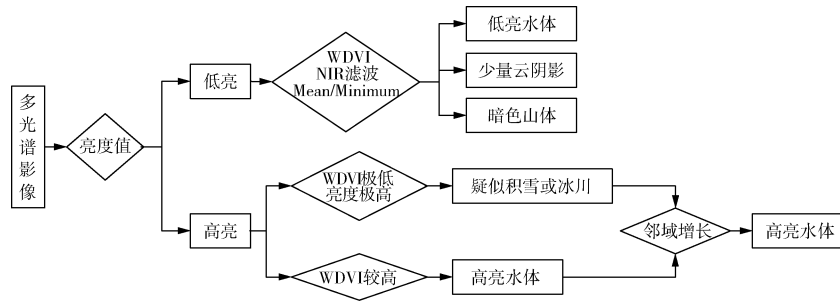 多光谱影像
亮度值
低亮
WDVI
NIR滤波
Mean/Minimum
低亮水体
少量云阴影
暗色山体
高亮
WDVI极低
亮度极高
疑似积雪或冰川
WDVI较高
高亮水体
邻域增长
高亮水体